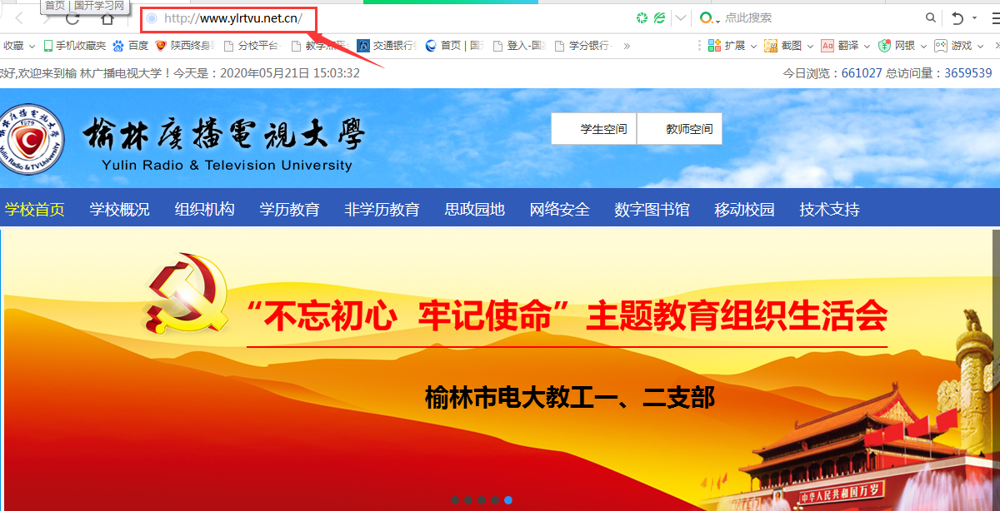 首页 | 国开学习网
http://www.ylrtvu.net.cn/
点此搜索
收藏 手机收藏夹 百度 陕西终身 分校平台 教学点 交通银行 首页 | 国 登入-国 学分银行 » 扩展 截图 Aa 翻译 网银 游戏
您好,欢迎来到榆 林广播电视大学！今天是：2020年05月21日 15:03:32 今日浏览：661027 总访问量：3659539
1979
Yulin Radio & TV University
榆林广播電視大學
Yulin Radio & Television University
学生空间 教师空间
学校首页 学校概况 组织机构 学历教育 非学历教育 思政园地 网络安全 数字图书馆 移动校园 技术支持
“不忘初心 牢记使命”主题教育组织生活会
榆林市电大教工一、二支部
中华人民共和国万岁